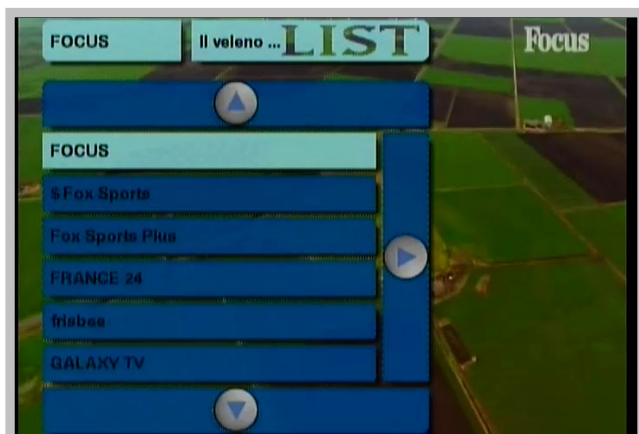 FOCUS
Il veleno ...
LIST
Focus
FOCUS
$ Fox Sports
Fox Sports Plus
FRANCE 24
frisbee
GALAXY TV